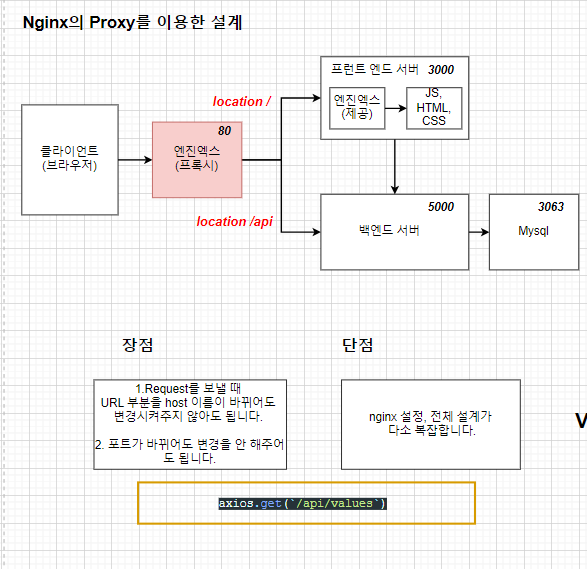 Nginx의 Proxy를 이용한 설계
프런트 엔드 서버 3000
엔진엑스
(제공)
JS,
HTML,
CSS
location /
80
엔진엑스
(프록시)
클라이언트
(브라우저)
location /api
5000
백엔드 서버
3063
Mysql
장점
단점
1.Request를 보낼 때
URL 부분을 host 이름이 바뀌어도
변경시켜주지 않아도 됩니다.
2. 포트가 바뀌어도 변경을 안 해주어
도 됩니다.
nginx 설정, 전체 설계가
다소 복잡합니다.
V
axios.get(`/api/values`)